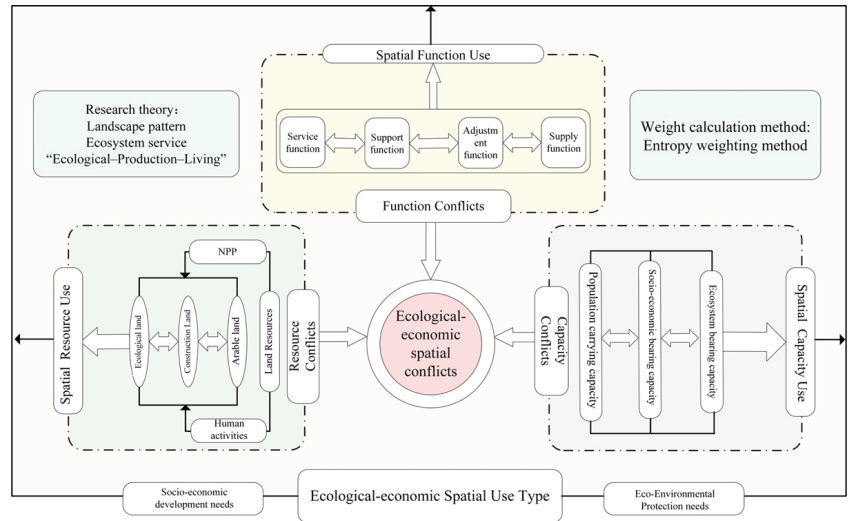 Spatial Function Use
Research theory:
Landscape pattern
Ecosystem service
“Ecological–Production–Living”
Service
function
Support
function
Adjustm
ent
function
Supply
function
Weight calculation method:
Entropy weighting method
Function Conflicts
Spatial Resource Use
NPP
Ecological land
Construction Land
Arable land
Land Resources
Human
activities
Resource
Conflicts
Ecological-
economic
spatial
conflicts
Capacity
Conflicts
Population carrying capacity
Socio-economic bearing capacity
Ecosystem bearing capacity
Spatial Capacity Use
Socio-economic
development needs
Ecological-economic Spatial Use Type
Eco-Environmental
Protection needs